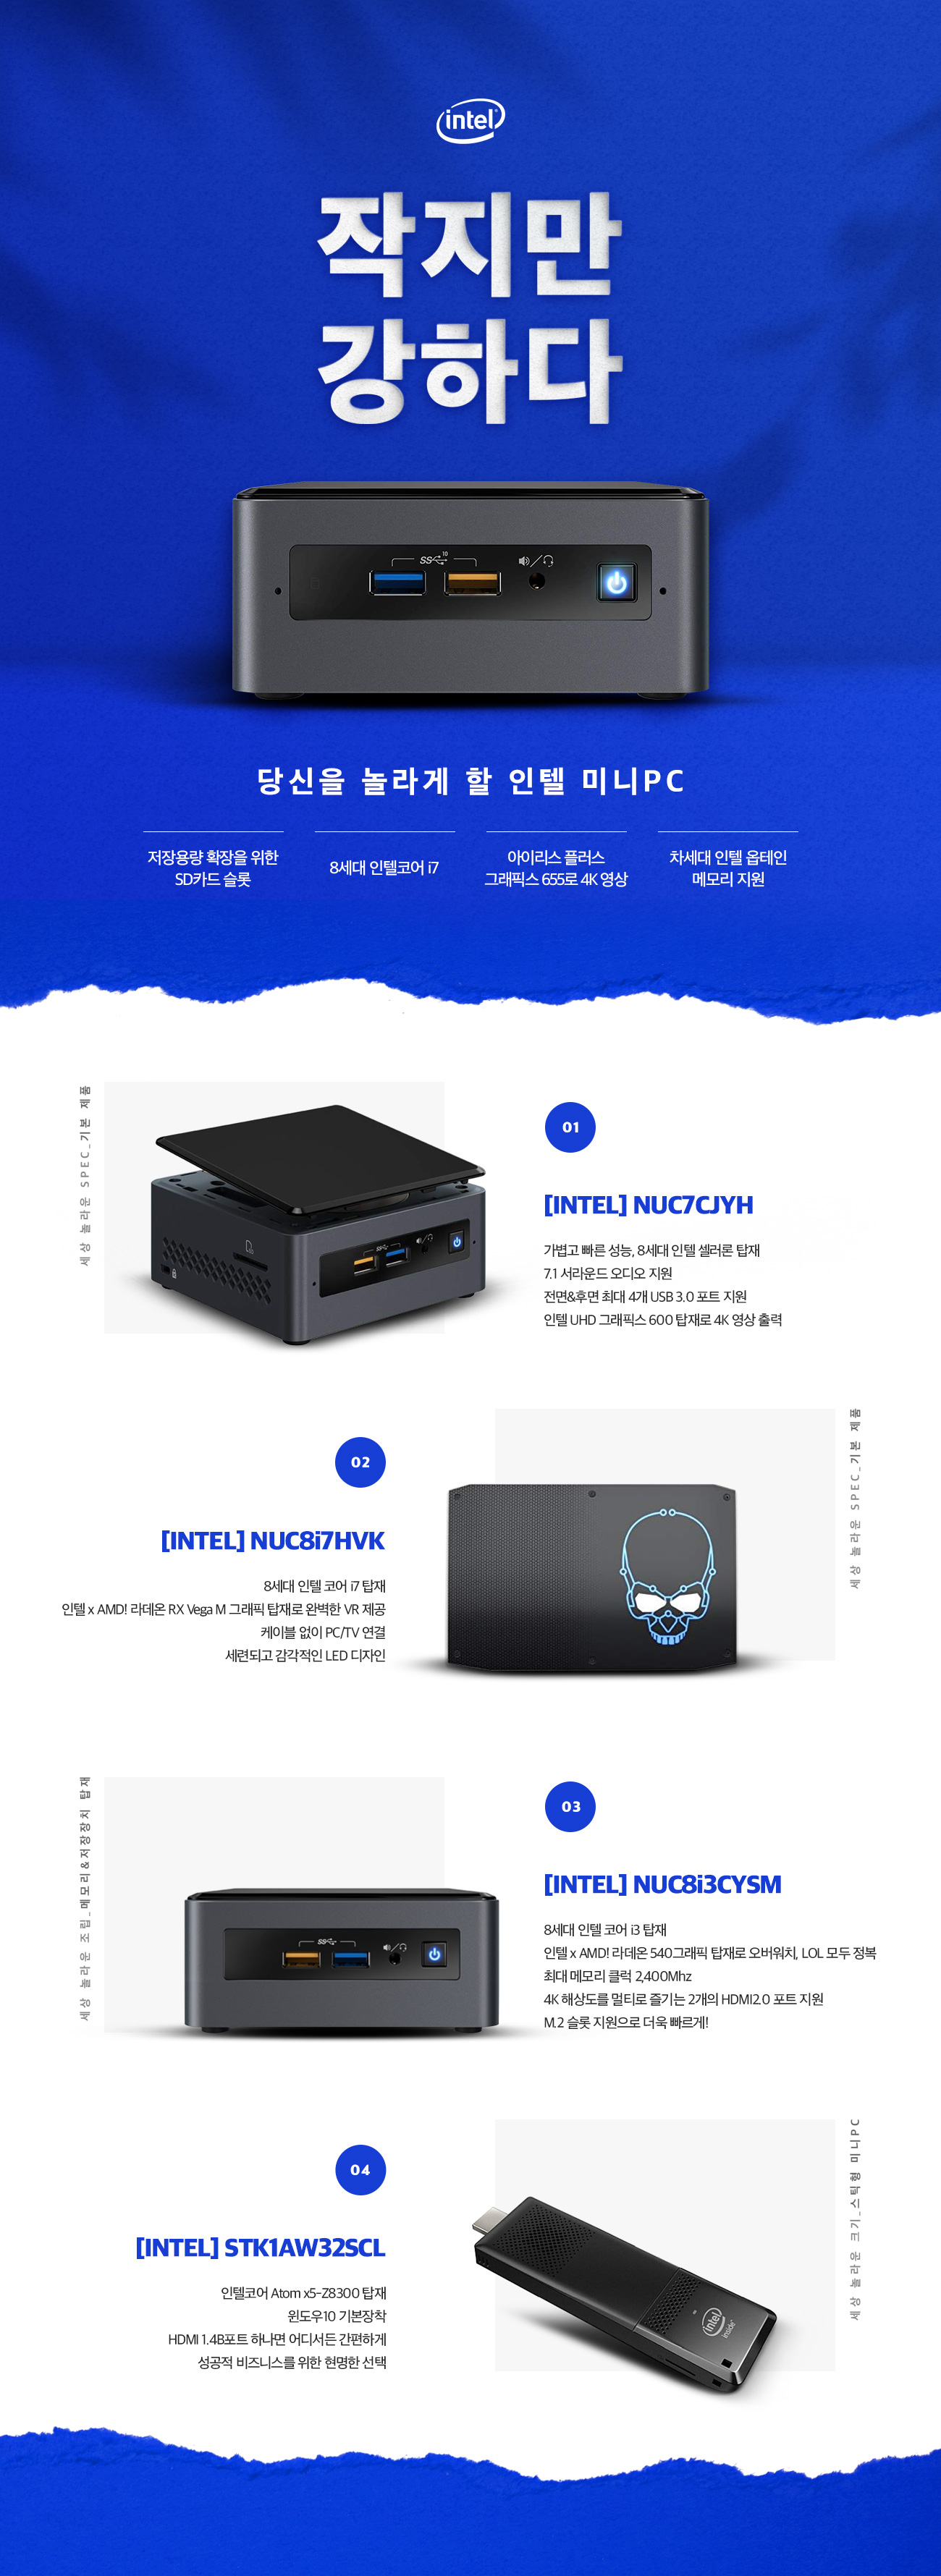 intel
작지만
강하다
SS 10
당신을 놀라게 할 인텔 미니PC
저장용량 확장을 위한
SD카드 슬롯
8세대 인텔코어 i7
아이리스 플러스
그래픽스 655로 4K 영상
차세대 인텔 옵테인
메모리 지원
세상 놀라운 SPEC_기본 제품
01
[INTEL] NUC7CJYH
가볍고 빠른 성능, 8세대 인텔 셀러론 탑재
7.1 서라운드 오디오 지원
전면&후면 최대 4개 USB 3.0 포트 지원
인텔 UHD 그래픽스 600 탑재로 4K 영상 출력
02
[INTEL] NUC8i7HVK
8세대 인텔 코어 i7 탑재
인텔 x AMD! 라데온 RX Vega M 그래픽 탑재로 완벽한 VR 제공
케이블 없이 PC/TV 연결
세련되고 감각적인 LED 디자인
세상 놀라운 SPEC_기본 제품
세상 놀라운 조립_메모리&저장장치 탑재
SS
03
[INTEL] NUC8i3CYSM
8세대 인텔 코어 i3 탑재
인텔 x AMD! 라데온 540그래픽 탑재로 오버워치, LOL 모두 정복
최대 메모리 클럭 2,400Mhz
4K 해상도를 멀티로 즐기는 2개의 HDMI2.0 포트 지원
M.2 슬롯 지원으로 더욱 빠르게!
04
[INTEL] STK1AW32SCL
인텔코어 Atom x5-Z8300 탑재
윈도우10 기본장착
HDMI 1.4B포트 하나면 어디서든 간편하게
성공적 비즈니스를 위한 현명한 선택
intel
inside
세상 놀라운 크기_스틱형 미니PC